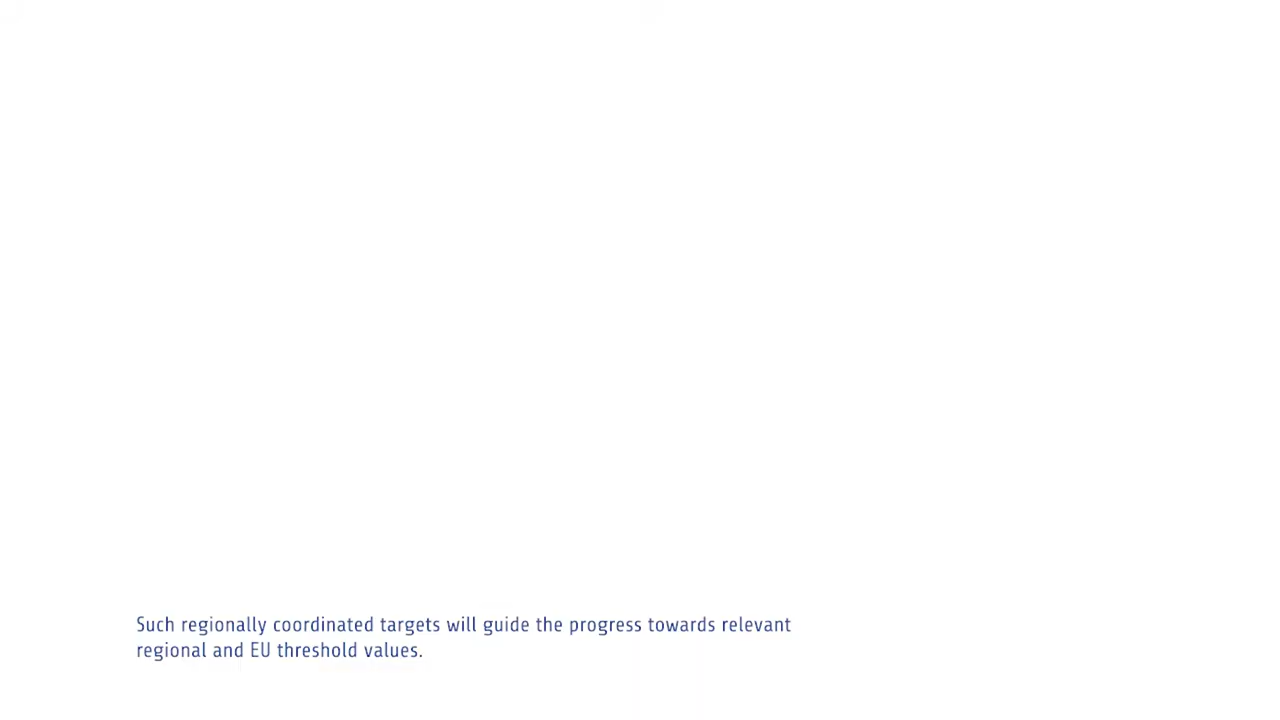 Such regionally coordinated targets will guide the progress towards relevant
regional and EU threshold values.